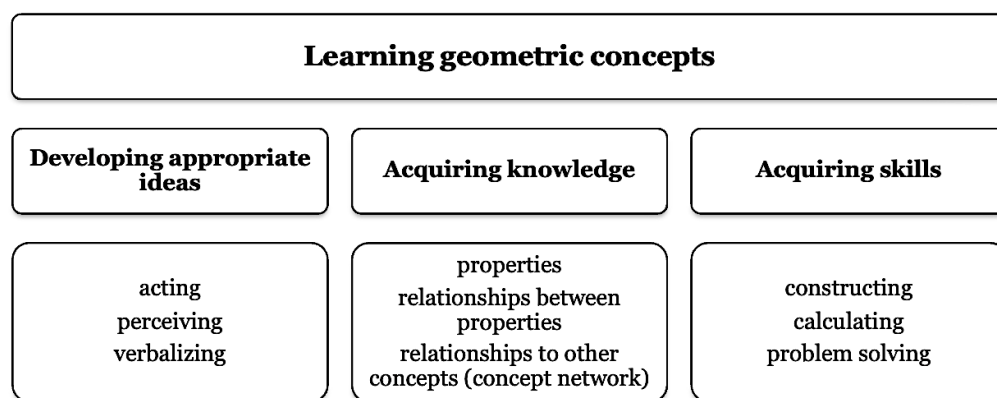 Learning geometric concepts
Developing appropriate
ideas
Acquiring knowledge
Acquiring skills
acting
perceiving
verbalizing
properties
relationships between
properties
relationships to other
concepts (concept network)
constructing
calculating
problem solving